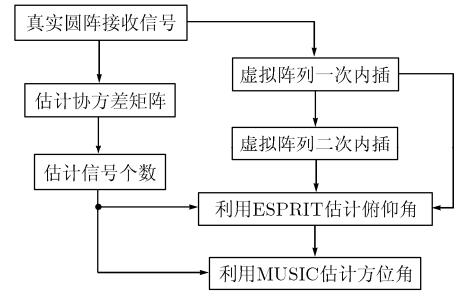 真实圆阵接收信号
虚拟阵列一次内插
估计协方差矩阵
虚拟阵列二次内插
估计信号个数
利用ESPRIT估计俯仰角
利用MUSIC估计方位角